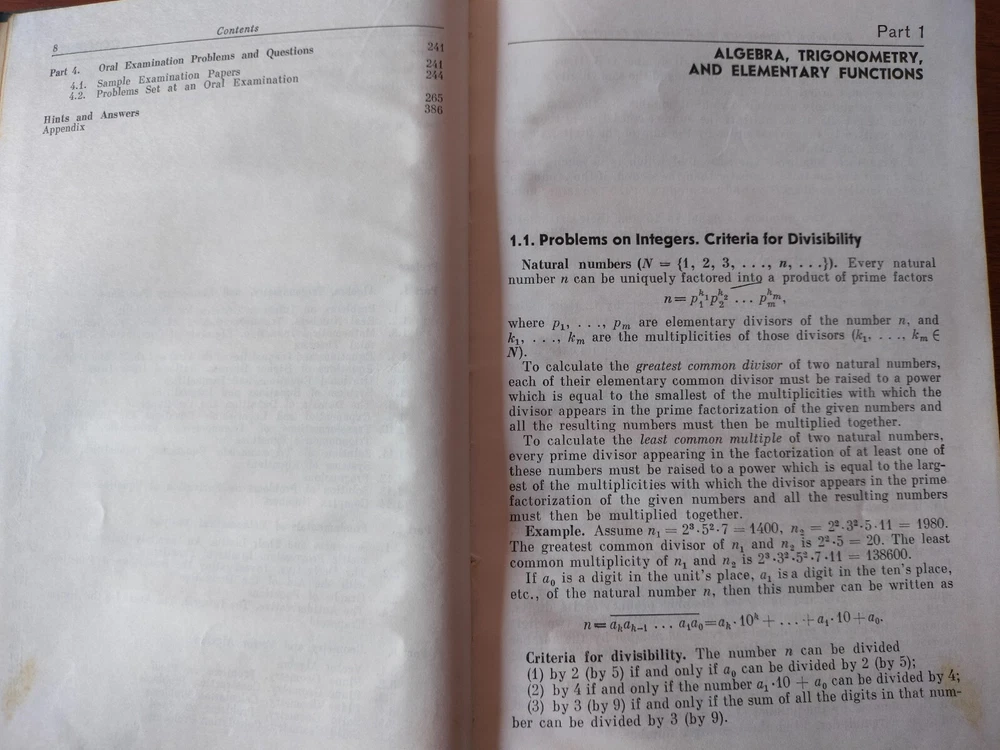 8
Contents
Part 4. Oral Examination Problems and Questions 241
4.1. Sample Examination Papers 241
4.2. Problems Set at an Oral Examination 244
Hints and Answers 265
Appendix 386
Part 1
ALGEBRA, TRIGONOMETRY,
AND ELEMENTARY FUNCTIONS
1.1. Problems on Integers. Criteria for Divisibility
Natural numbers (N = {1, 2, 3, . . ., n, . . .}). Every natural
number n can be uniquely factored into a product of prime factors
n = p₁^{k₁} p₂^{k₂} ... pₘ^{kₘ},
where p₁, . . ., pₘ are elementary divisors of the number n, and
k₁, . . ., kₘ are the multiplicities of those divisors (k₁, . . ., kₘ ∈
N).
To calculate the greatest common divisor of two natural numbers,
each of their elementary common divisor must be raised to a power
which is equal to the smallest of the multiplicities with which the
divisor appears in the prime factorization of the given numbers and
all the resulting numbers must then be multiplied together.
To calculate the least common multiple of two natural numbers,
every prime divisor appearing in the factorization of at least one of
these numbers must be raised to a power which is equal to the larg-
est of the multiplicities with which the divisor appears in the prime
factorization of the given numbers and all the resulting numbers
must then be multiplied together.
Example. Assume n₁ = 2³·5²·7 = 1400, n₂ = 2²·3²·5·11 = 1980.
The greatest common divisor of n₁ and n₂ is 2²·5 = 20. The least
common multiplicity of n₁ and n₂ is 2³·3²·5²·7·11 = 138600.
If a₀ is a digit in the unit's place, a₁ is a digit in the ten's place,
etc., of the natural number n, then this number can be written as
n = \overline{aₖaₖ₋₁ ... a₁a₀} = aₖ·10ᵏ + ... + a₁·10 + a₀.
Criteria for divisibility. The number n can be divided
(1) by 2 (by 5) if and only if a₀ can be divided by 2 (by 5);
(2) by 4 if and only if the number a₁·10 + a₀ can be divided by 4;
(3) by 3 (by 9) if and only if the sum of all the digits in that num-
ber can be divided by 3 (by 9).